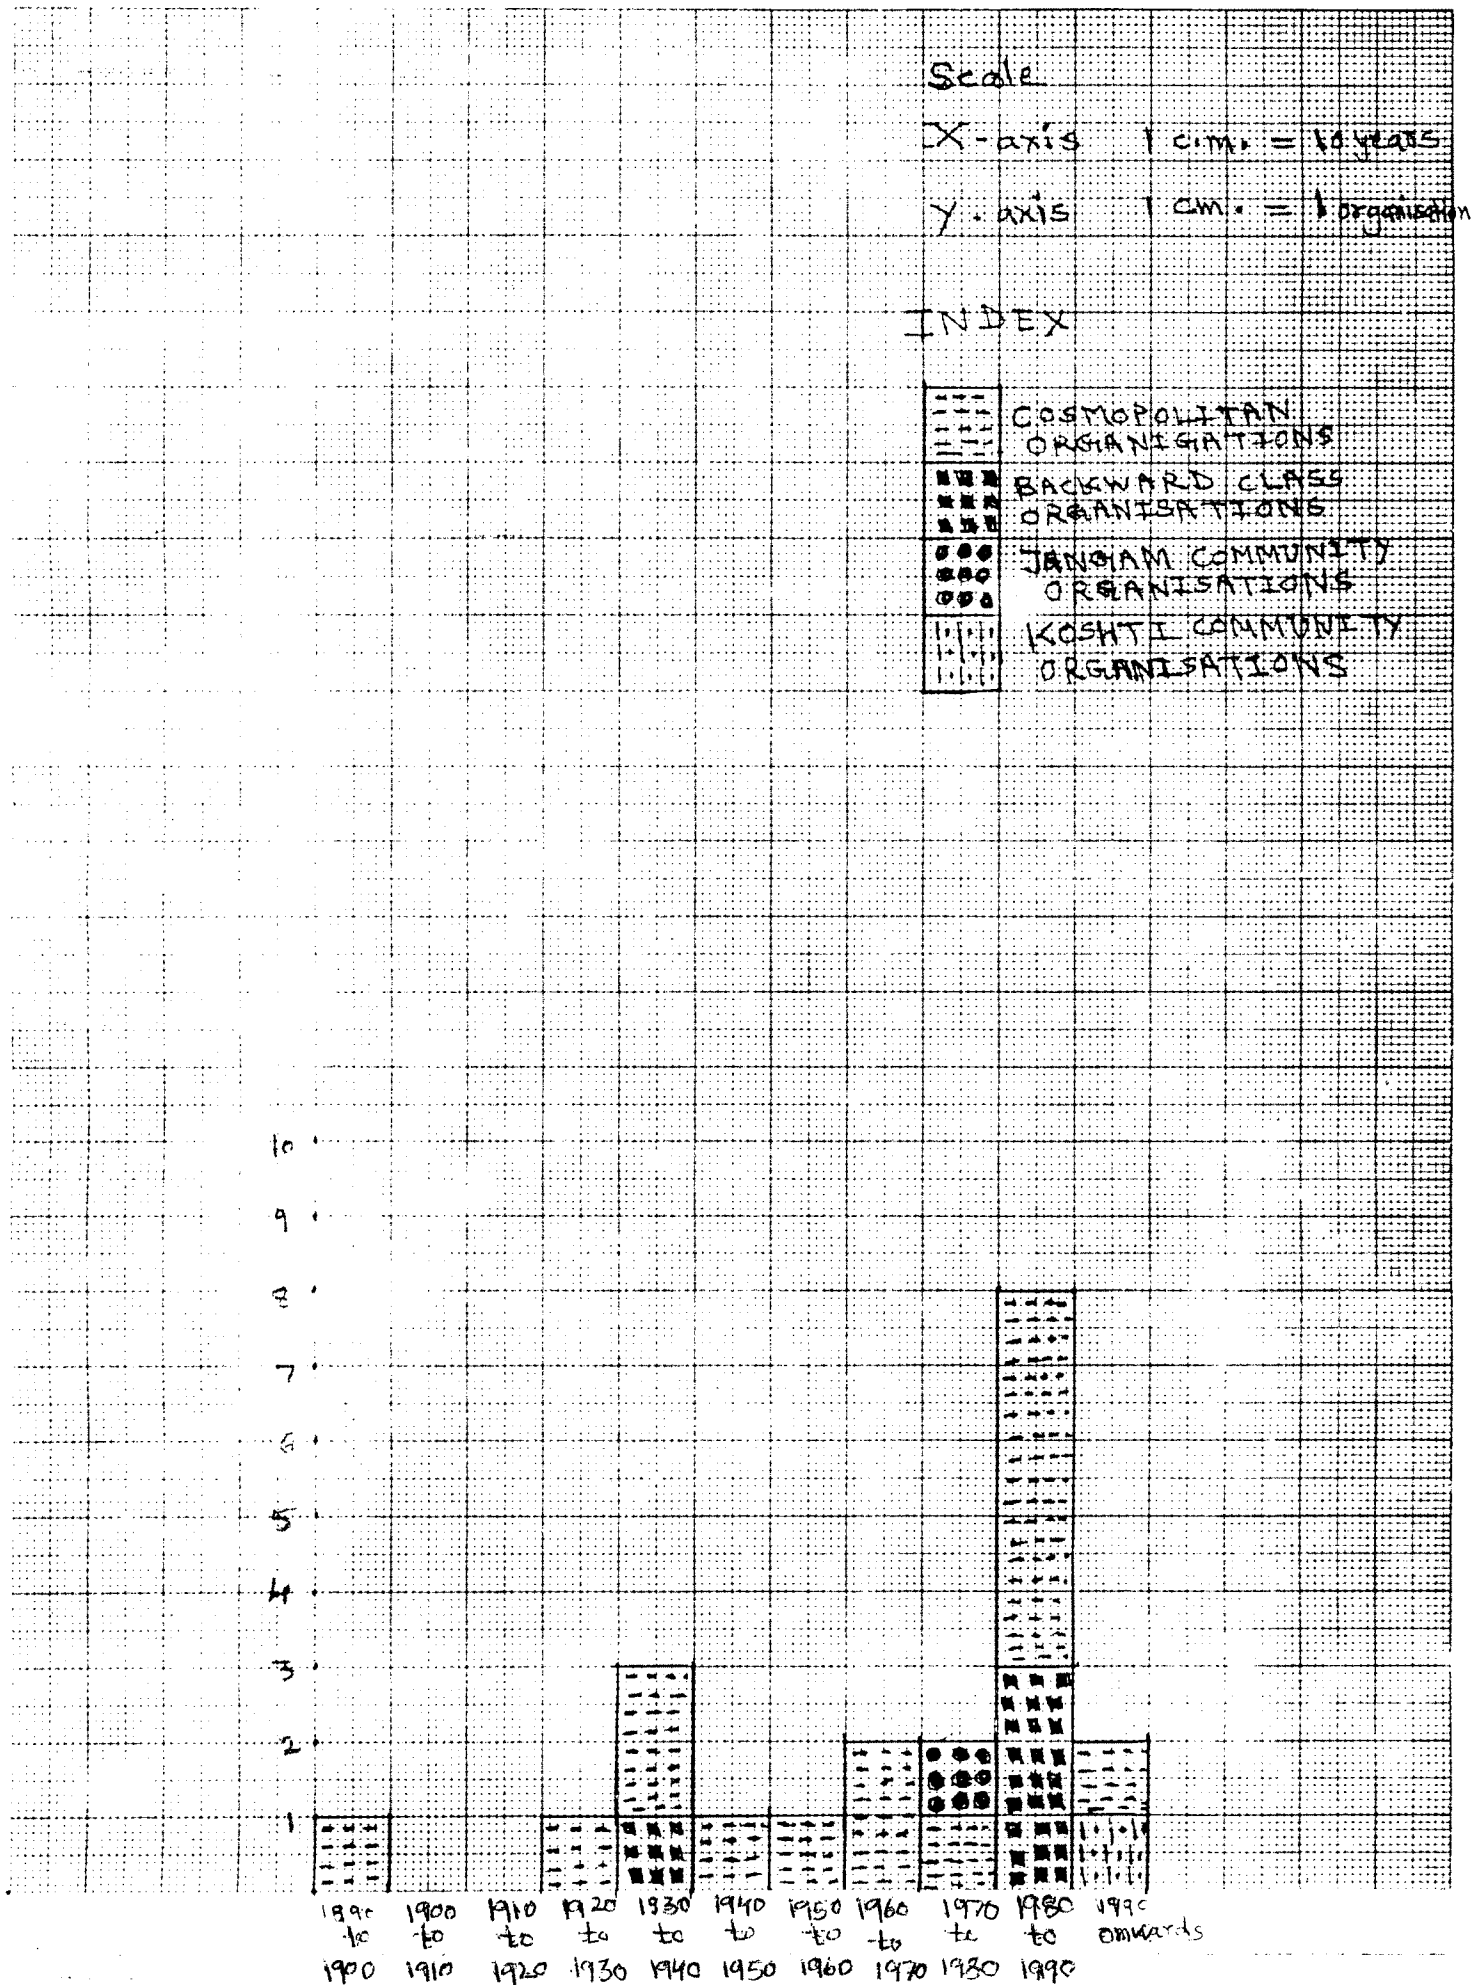 Scale
X-axis 1 c.m. = 10 years
Y. axis 1 cm. = 1 organisation
INDEX
COSMOPOLITAN
ORGANIGATIONS
BACKWARD CLASS
ORGANISATIONS
JANGAM COMMUNITY
ORGANISATIONS
KOSHTI COMMUNITY
ORGANISATIONS
10
9
8
7
6
5
4
3
2
1
1890 1900 1910 1920 1930 1940 1950 1960 1970 1980 1990
to to to to to to to to to to onwards
1900 1910 1920 1930 1940 1950 1960 1970 1980 1990